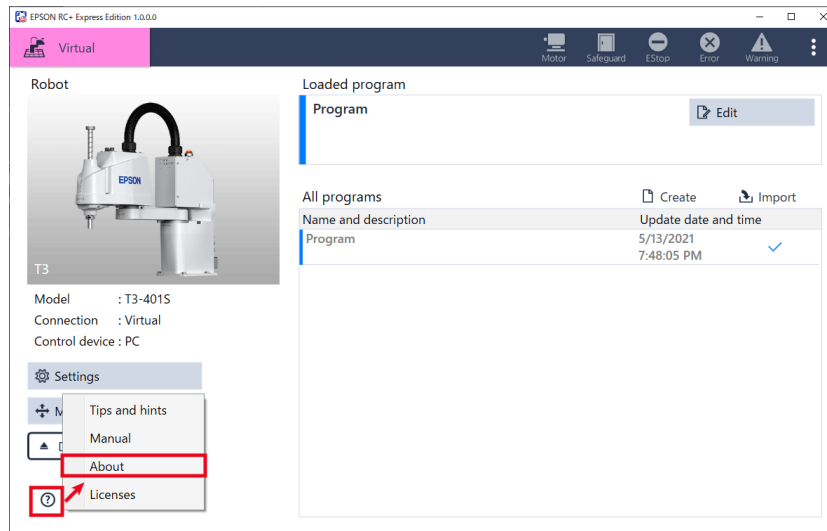 EPSON RC+ Express Edition 1.0.0.0
Virtual
Motor Safeguard EStop Error Warning
Robot
EPSON
T3
Model : T3-401S
Connection : Virtual
Control device : PC
Settings
M
Tips and hints
Manual
About
Licenses
Loaded program
Program
Edit
All programs
Create
Import
Name and description Update date and time
Program 5/13/2021
7:48:05 PM